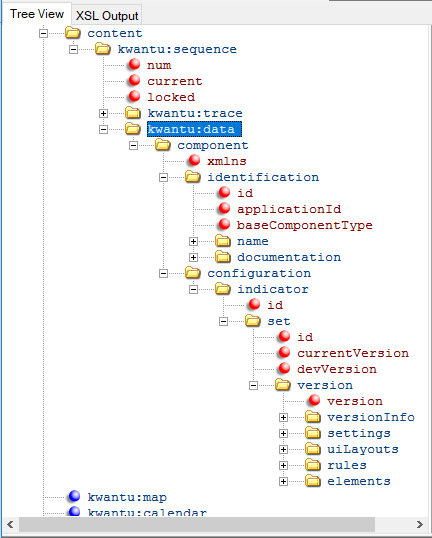 Tree View XSL Output
content
kwantu:sequence
num
current
locked
kwantu:trace
kwantu:data
component
xmlns
identification
id
applicationId
baseComponentType
name
documentation
configuration
indicator
id
set
id
currentVersion
devVersion
version
version
versionInfo
settings
uiLayouts
rules
elements
kwantu:map
kwantu:calendar